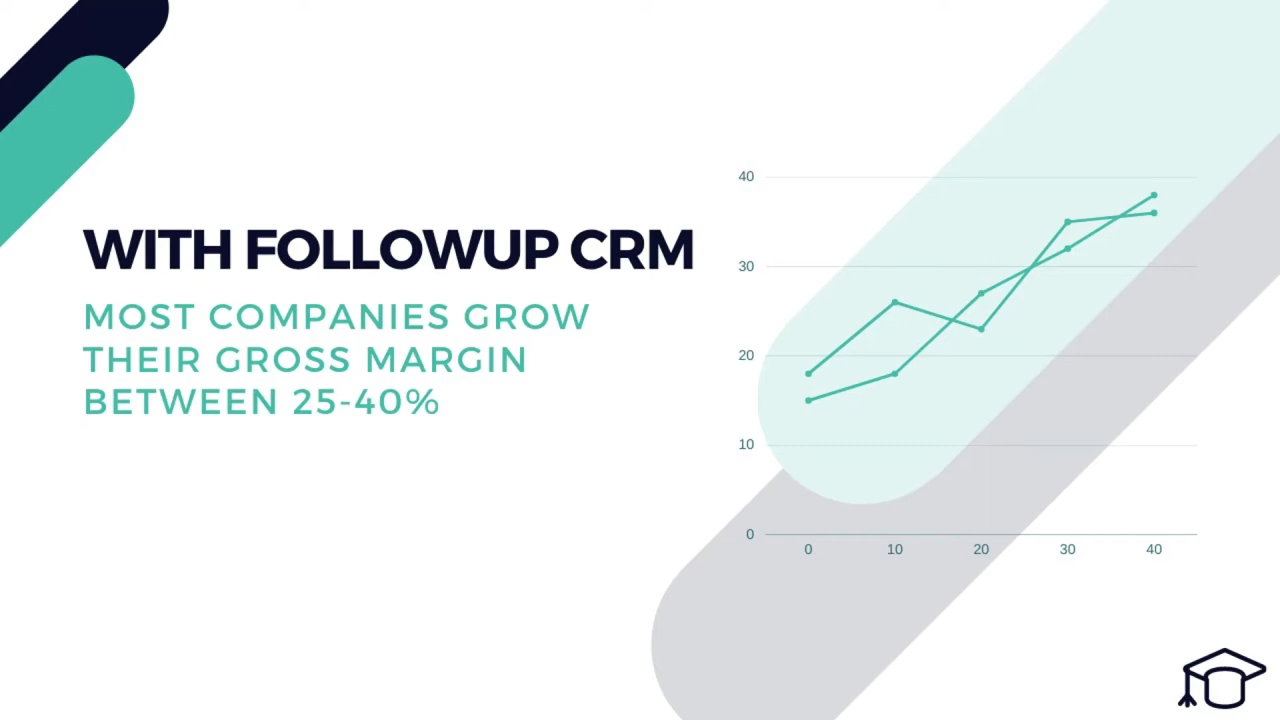 WITH FOLLOWUP CRM
MOST COMPANIES GROW
THEIR GROSS MARGIN
BETWEEN 25-40%
40
30
20
10
0
0 10 20 30 40